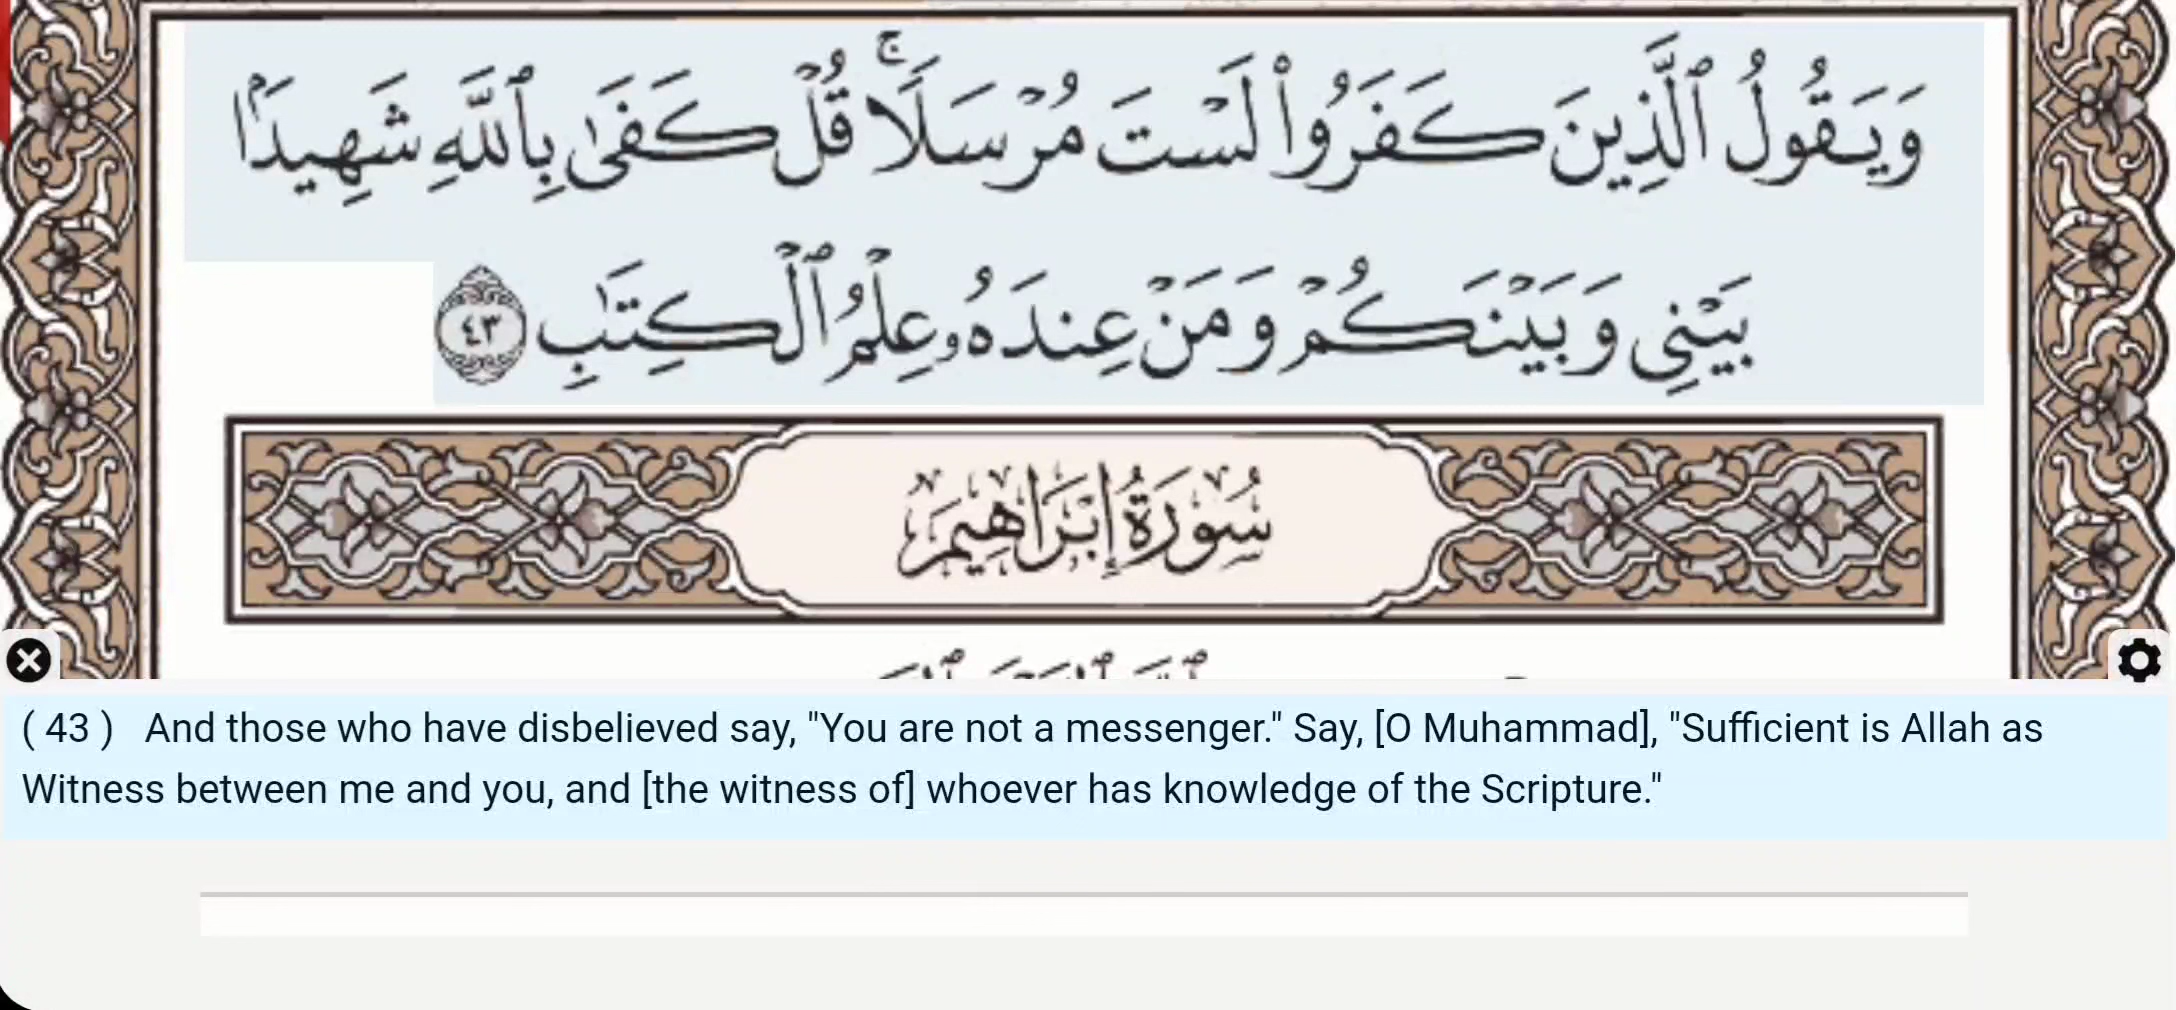 وَيَقُولُ ٱلَّذِينَ كَفَرُوا۟ لَسْتَ مُرْسَلًا ۚ قُلْ كَفَىٰ بِٱللَّهِ شَهِيدًۢا
بَيْنِى وَبَيْنَكُمْ وَمَنْ عِندَهُۥ عِلْمُ ٱلْكِتَٰبِ ٤٣
سُورَةُ إِبْرَاهِيمَ
( 43 ) And those who have disbelieved say, "You are not a messenger." Say, [O Muhammad], "Sufficient is Allah as
Witness between me and you, and [the witness of] whoever has knowledge of the Scripture."